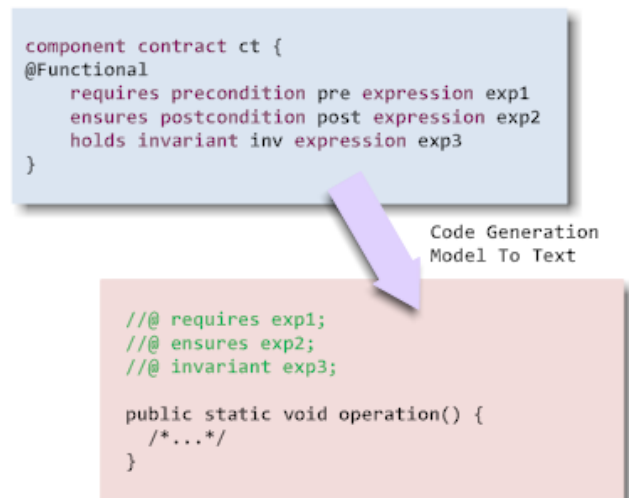 component contract ct {
@Functional
requires precondition pre expression exp1
ensures postcondition post expression exp2
holds invariant inv expression exp3
}
Code Generation
Model To Text
//@ requires exp1;
//@ ensures exp2;
//@ invariant exp3;
public static void operation() {
/*...*/
}